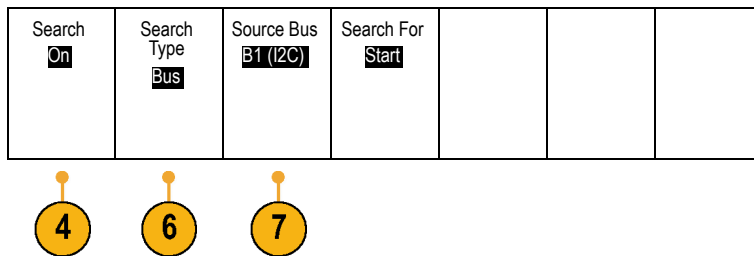 Search
On
Search
Type
Bus
Source Bus
B1 (I2C)
Search For
Start
4
6
7